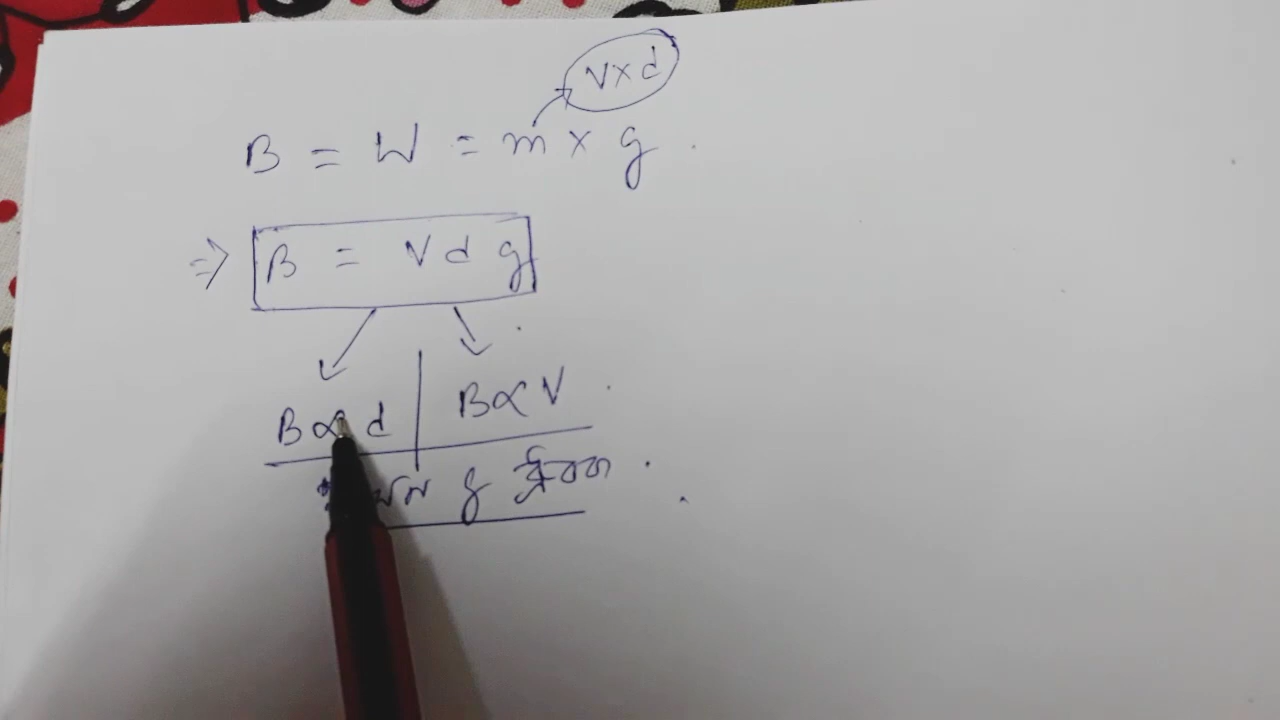 V×d
B = W = m × g.
⇒ B = V d g
B ∝ d | B ∝ V.
g ধ্রুবক.